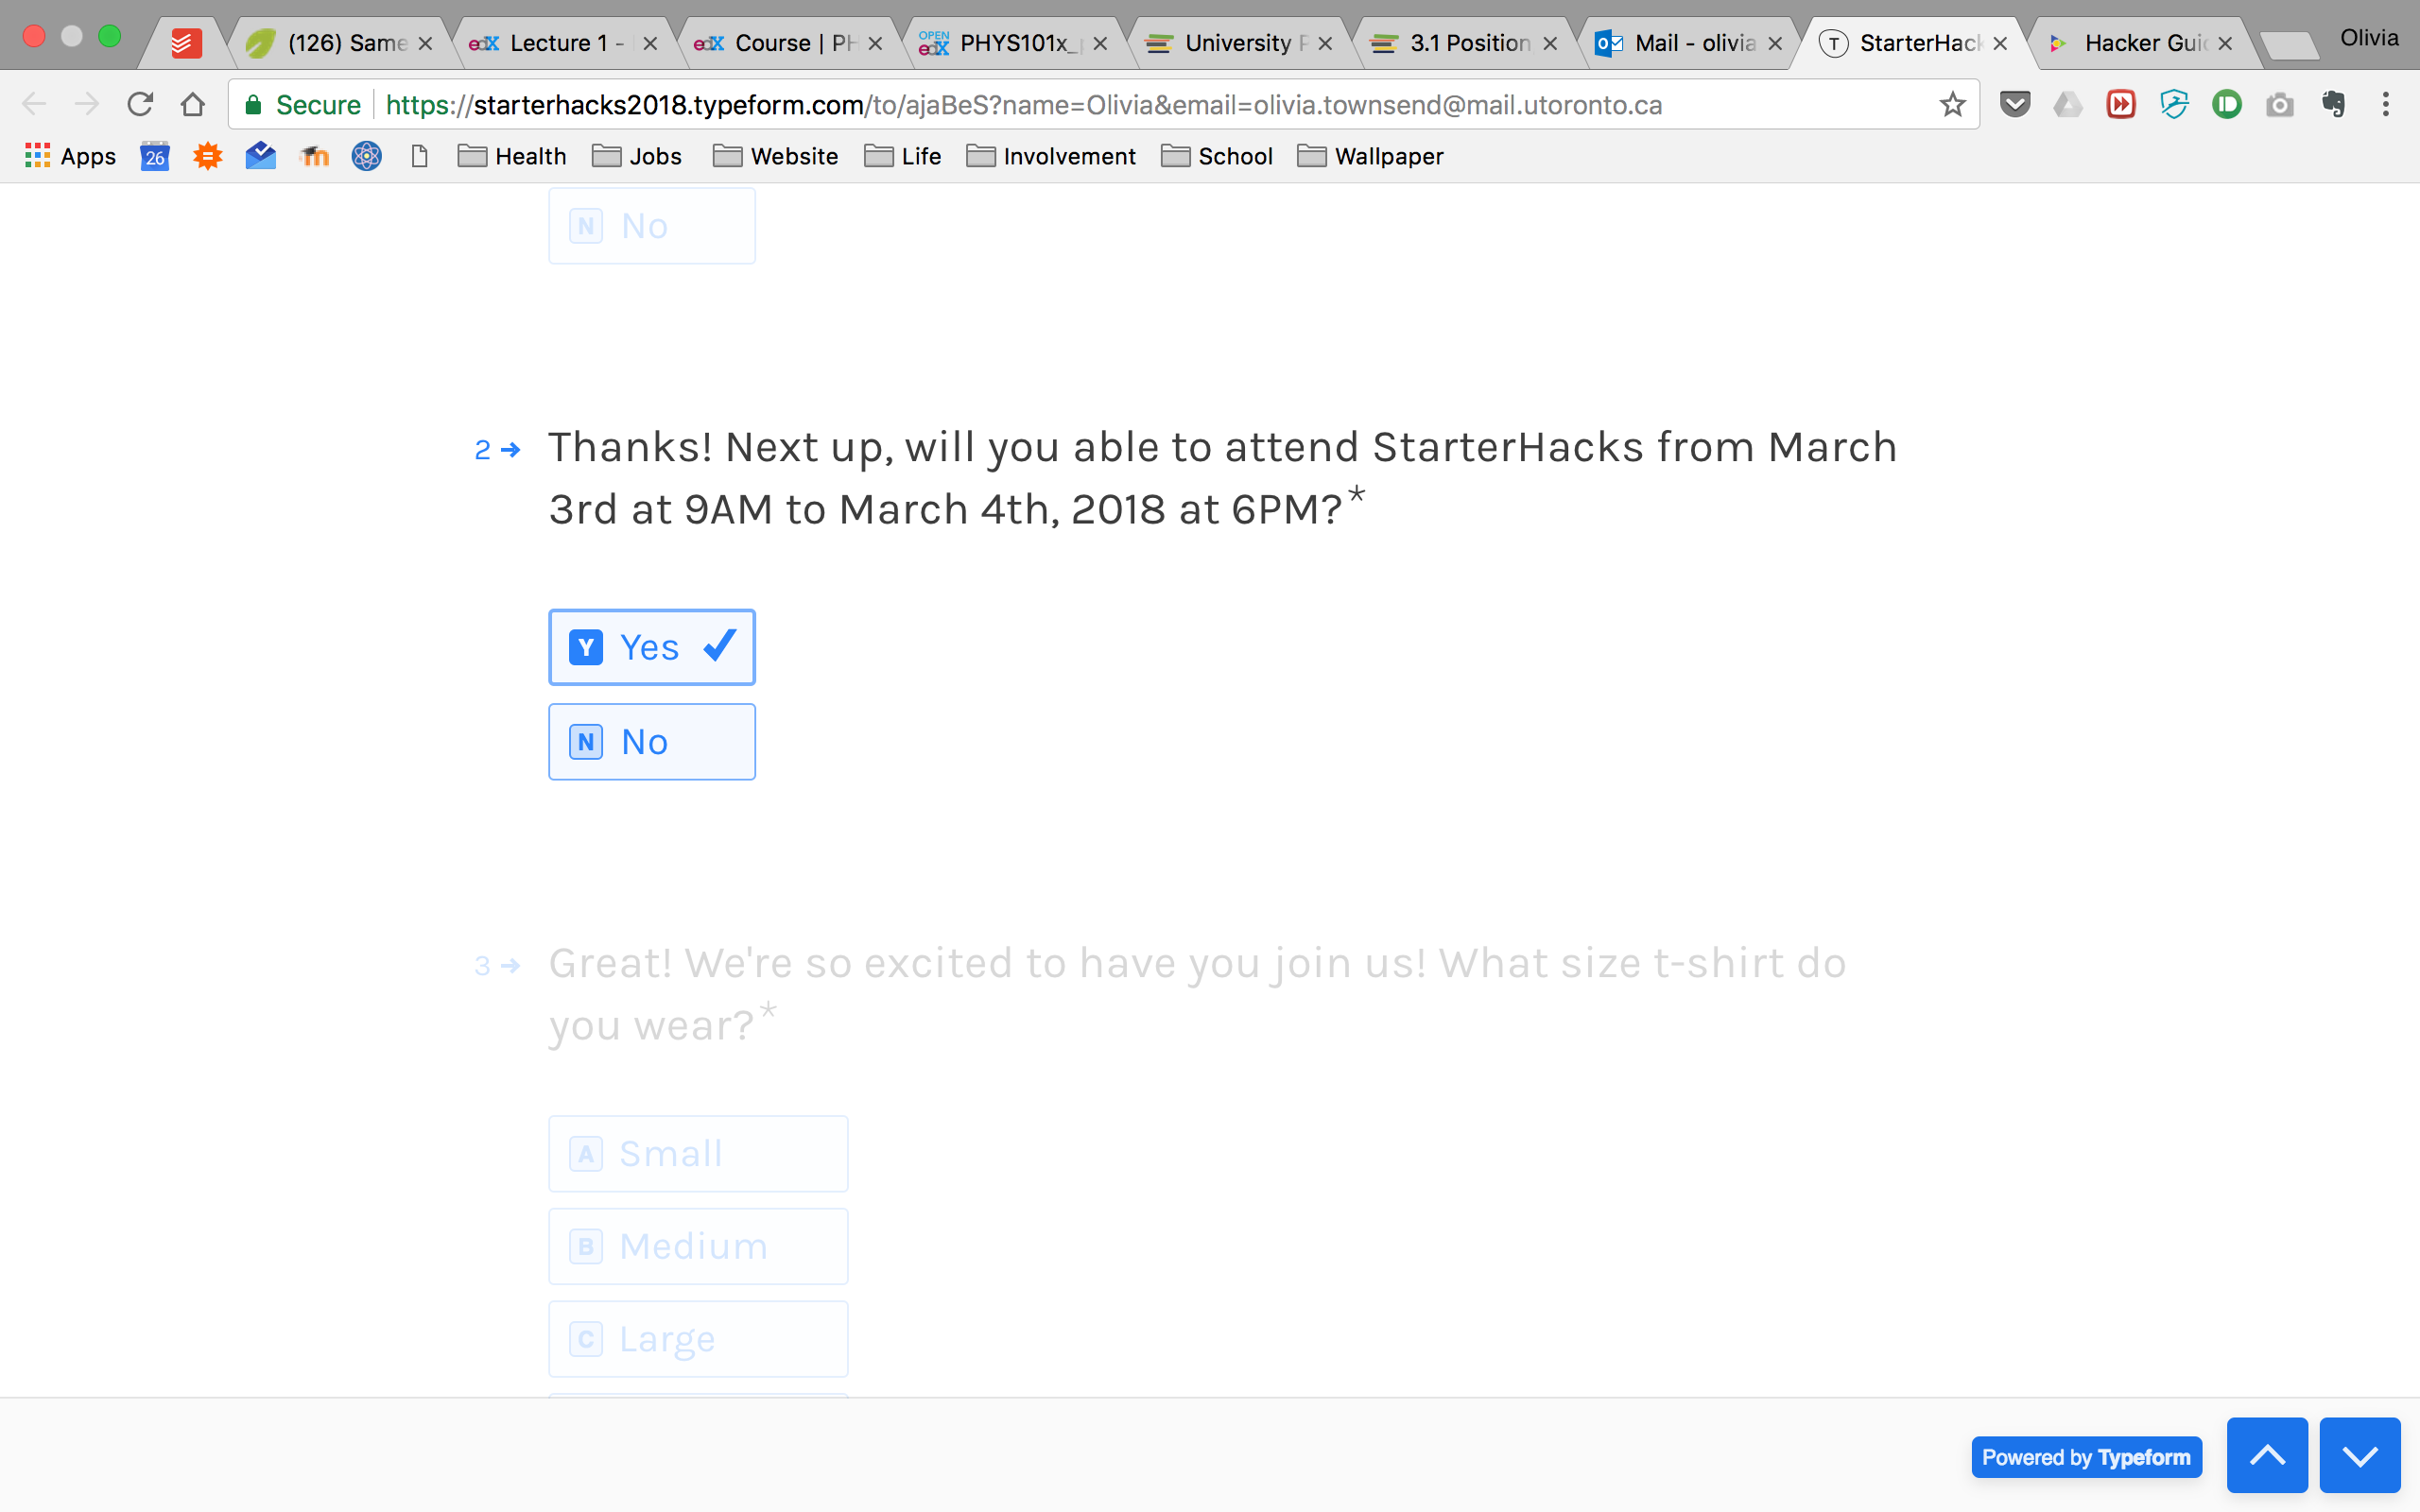 (126) Same
Lecture 1 -
Course | PH
PHYS101x_
University P
3.1 Position
Mail - olivia
StarterHack
Hacker Gui
Olivia
Secure https://starterhacks2018.typeform.com/to/ajaBeS?name=Olivia&email=olivia.townsend@mail.utoronto.ca
Apps 26 Health Jobs Website Life Involvement School Wallpaper
N No
2 → Thanks! Next up, will you able to attend StarterHacks from March
3rd at 9AM to March 4th, 2018 at 6PM?*
Y Yes ✓
N No
3 → Great! We're so excited to have you join us! What size t-shirt do
you wear?*
A Small
B Medium
C Large
Powered by Typeform